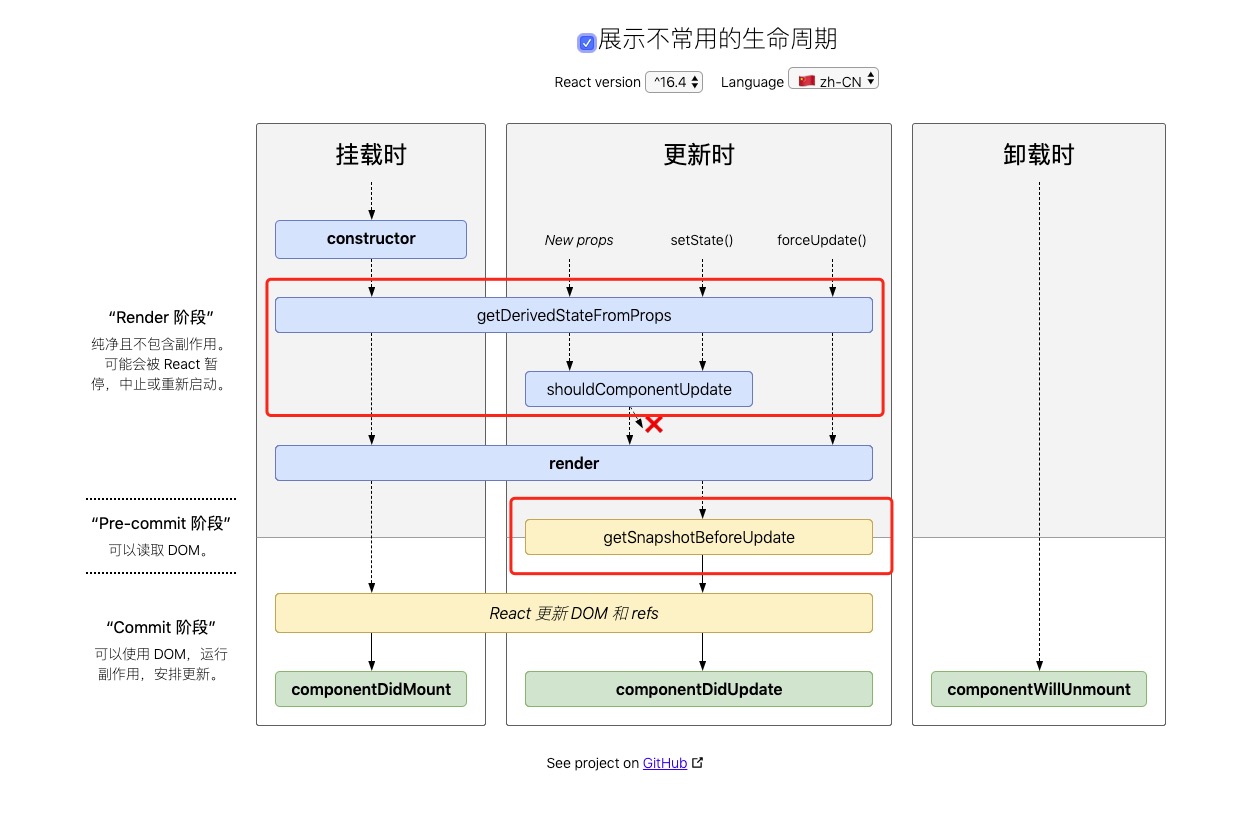 展示不常用的生命周期
React version ^16.4 Language 🇨🇳 zh-CN
挂载时
更新时
卸载时
constructor
New props
setState()
forceUpdate()
“Render 阶段”
纯净且不包含副作用。
可能会被 React 暂
停，中止或重新启动。
getDerivedStateFromProps
shouldComponentUpdate
render
“Pre-commit 阶段”
可以读取 DOM。
getSnapshotBeforeUpdate
“Commit 阶段”
可以使用 DOM，运行
副作用，安排更新。
React 更新 DOM 和 refs
componentDidMount
componentDidUpdate
componentWillUnmount
See project on GitHub